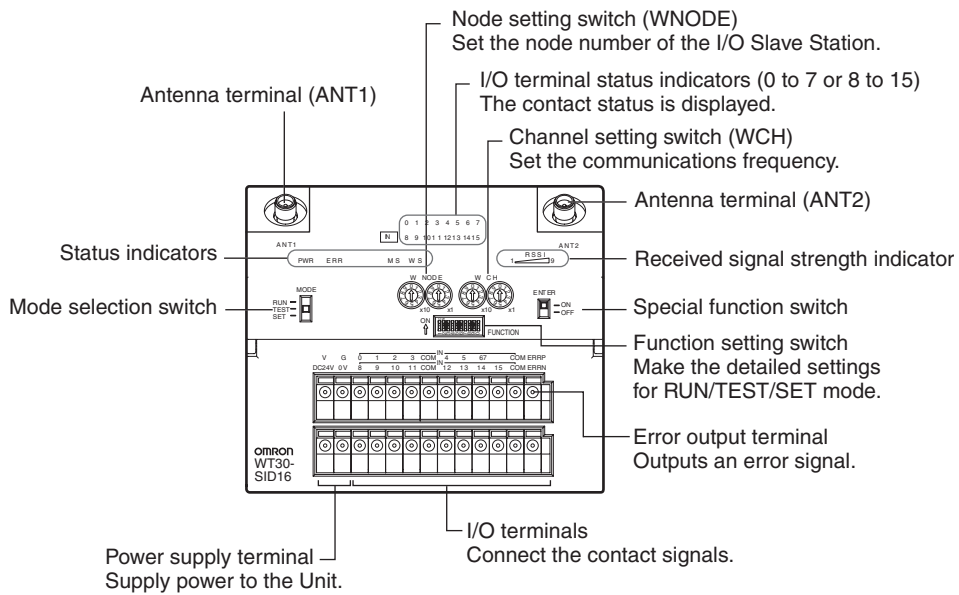 Node setting switch (WNODE)
Set the node number of the I/O Slave Station.
I/O terminal status indicators (0 to 7 or 8 to 15)
The contact status is displayed.
Antenna terminal (ANT1)
Channel setting switch (WCH)
Set the communications frequency.
Antenna terminal (ANT2)
0 1 2 3 4 5 6 7
IN 8 9 10 11 12 13 14 15
ANT1
ANT2
Status indicators
PWR ERR MS WS
RSSI
1 9
Received signal strength indicator
MODE
W NODE W CH
ENTER
Mode selection switch
RUN
TEST
SET
x10 x1 x10 x1
ON
OFF
Special function switch
ON
FUNCTION
Function setting switch
Make the detailed settings
for RUN/TEST/SET mode.
IN
V G 0 1 2 3 COM 4 5 67 COM ERRP
IN
DC24V 0V 8 9 10 11 COM 12 13 14 15 COM ERRN
Error output terminal
Outputs an error signal.
OMRON
WT30-
SID16
I/O terminals
Connect the contact signals.
Power supply terminal
Supply power to the Unit.